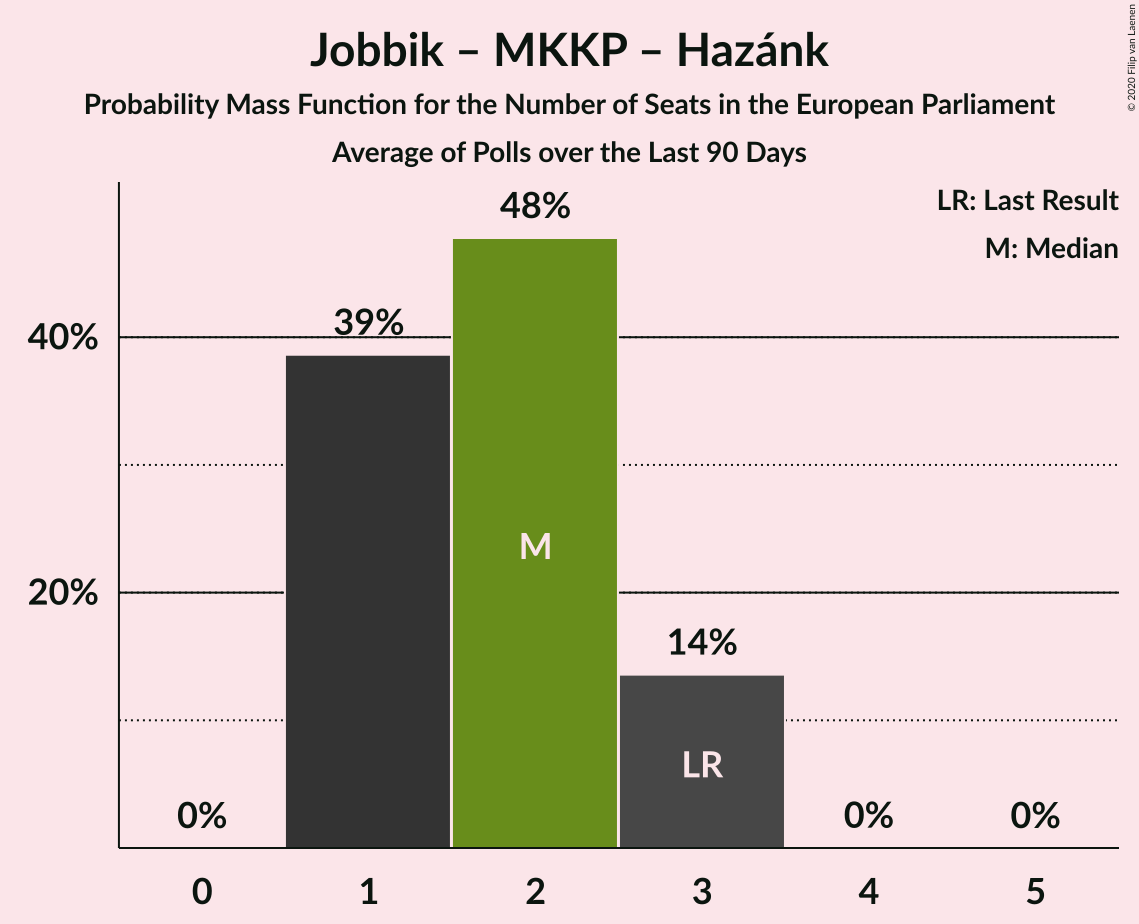 Jobbik – MKKP – Hazánk
Probability Mass Function for the Number of Seats in the European Parliament
Average of Polls over the Last 90 Days
© 2020 Filip van Laenen
LR: Last Result
M: Median
48%
39%
40%
M
20%
14%
LR
0%
0%
0%
0
1
2
3
4
5